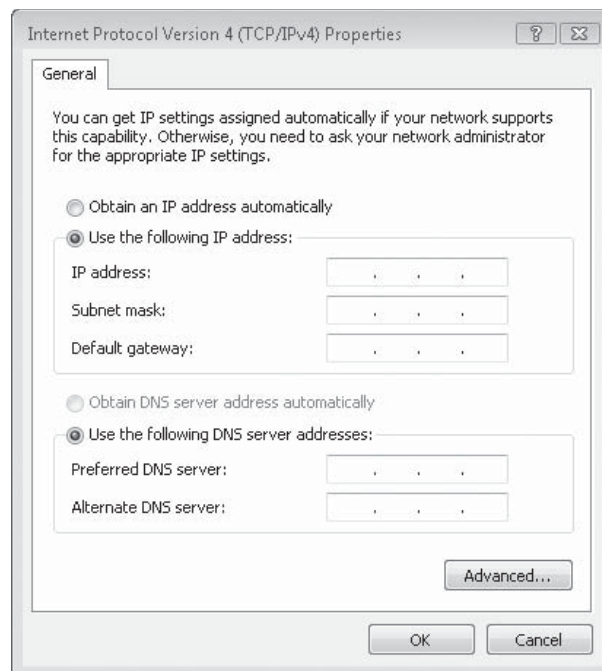 Internet Protocol Version 4 (TCP/IPv4) Properties
General
You can get IP settings assigned automatically if your network supports
this capability. Otherwise, you need to ask your network administrator
for the appropriate IP settings.
Obtain an IP address automatically
Use the following IP address:
IP address: . . .
Subnet mask: . . .
Default gateway: . . .
Obtain DNS server address automatically
Use the following DNS server addresses:
Preferred DNS server: . . .
Alternate DNS server: . . .
Advanced...
OK Cancel